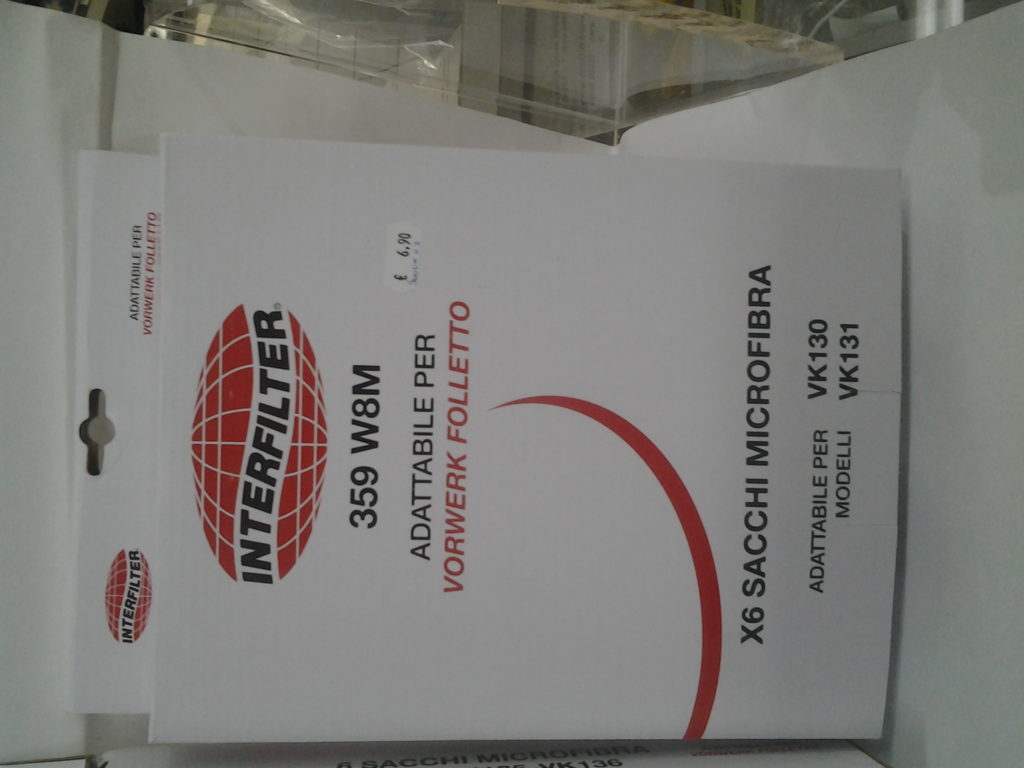 INTERFILTER
ADATTABILE PER
VORWERK FOLLETTO
INTERFILTER®
359 W8M
€ 6.90
ADATTABILE PER
VORWERK FOLLETTO
X6 SACCHI MICROFIBRA
ADATTABILE PER VK130
MODELLI VK131
6 SACCHI MICROFIBRA
VK136